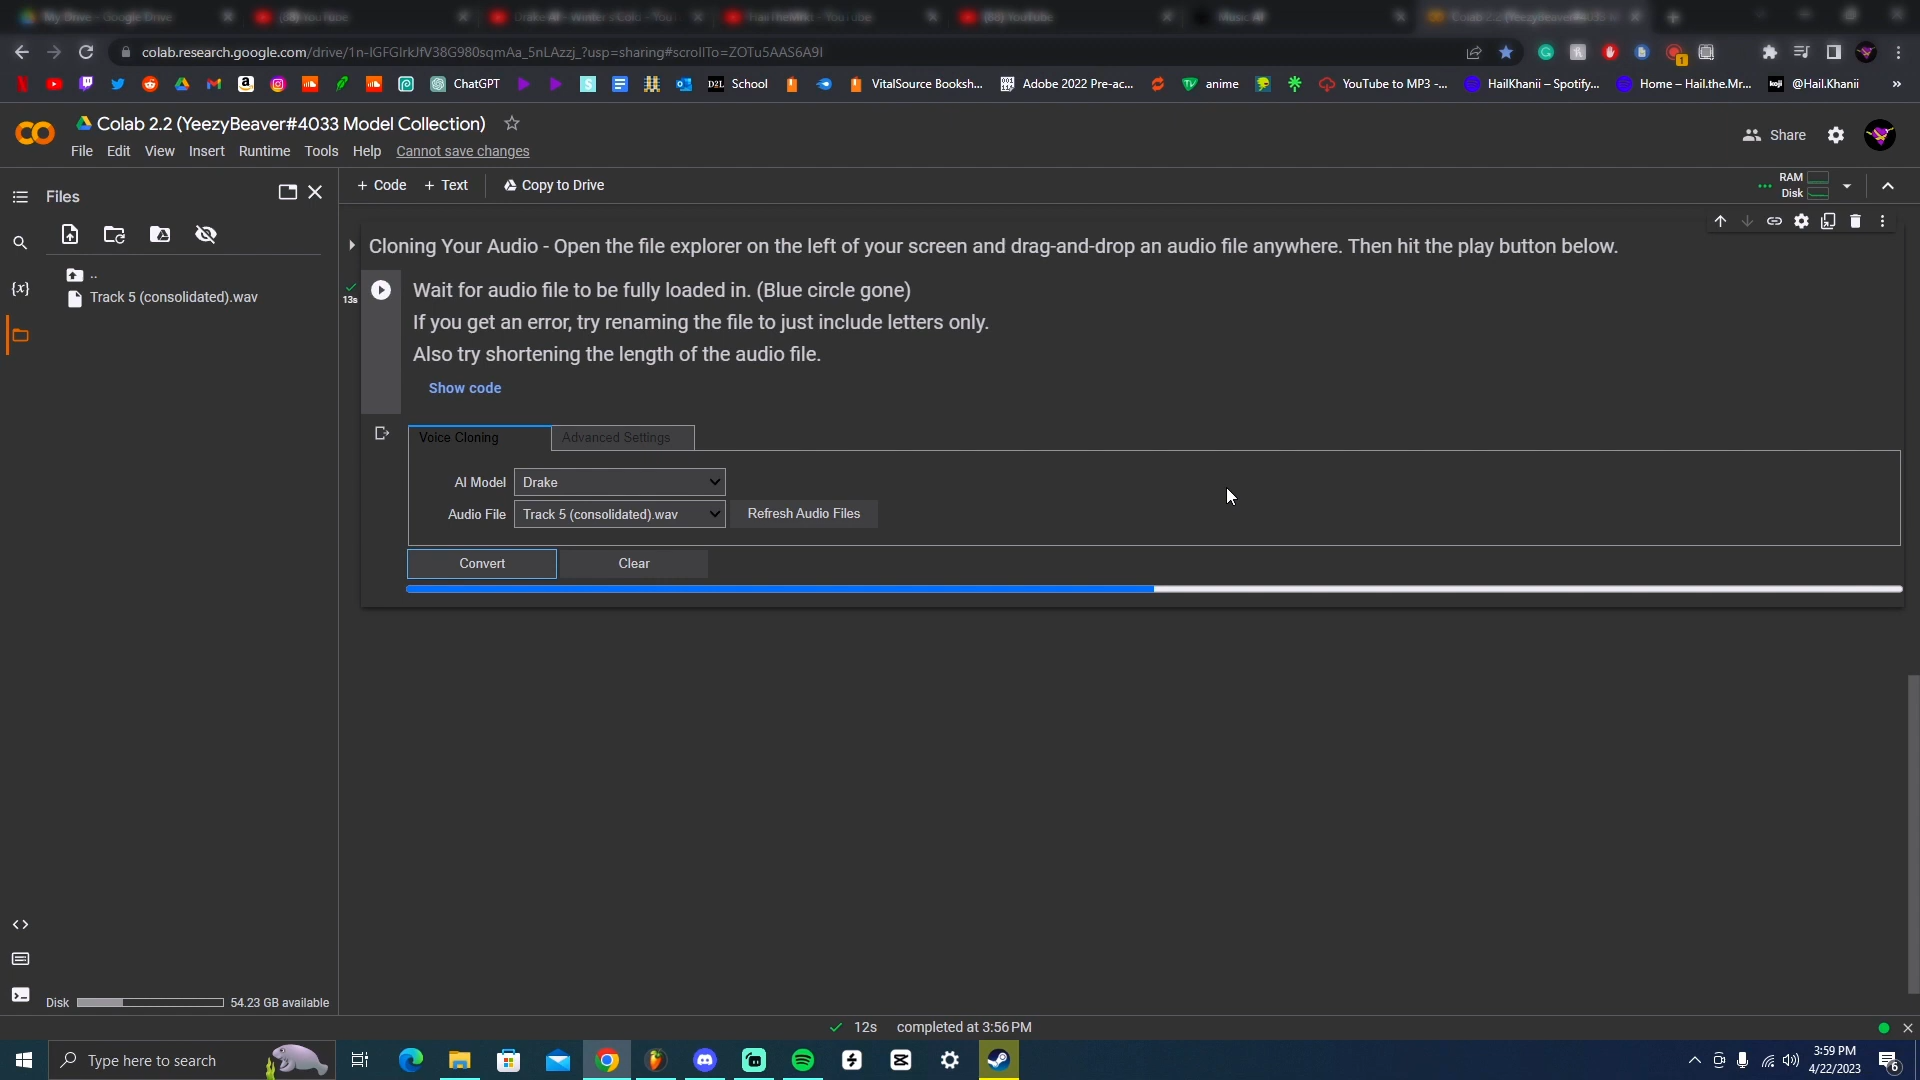 colab.research.google.com/drive/1n-IGFGIrkJfV38G980sqmAa_5nLAzzj_?usp=sharing#scrollTo=ZOTu5AAS6A9I
ChatGPT
School
VitalSource Booksh...
Adobe 2022 Pre-ac...
anime
YouTube to MP3 -...
HailKhanii – Spotify...
Home – Hail.the.Mr...
@Hail.Khanii
»
Colab 2.2 (YeezyBeaver#4033 Model Collection)
File Edit View Insert Runtime Tools Help Cannot save changes
Share
Files
+ Code + Text Copy to Drive
RAM
Disk
..
Track 5 (consolidated).wav
{x}
Cloning Your Audio - Open the file explorer on the left of your screen and drag-and-drop an audio file anywhere. Then hit the play button below.
13s
Wait for audio file to be fully loaded in. (Blue circle gone)
If you get an error, try renaming the file to just include letters only.
Also try shortening the length of the audio file.
Show code
Voice Cloning
Advanced Settings
AI Model Drake
Audio File Track 5 (consolidated).wav Refresh Audio Files
Convert Clear
Disk 54.23 GB available
12s completed at 3:56 PM
Type here to search
3:59 PM
4/22/2023
6